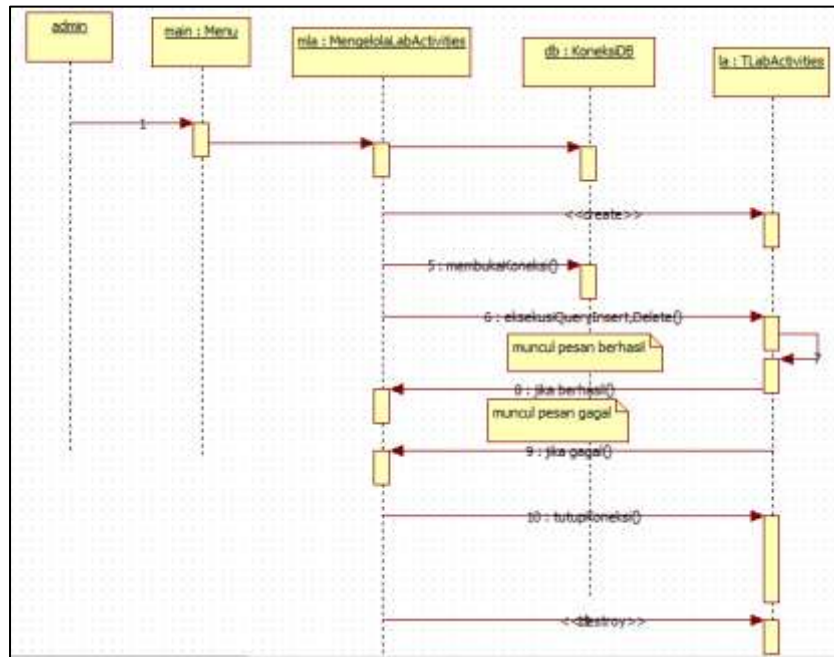 admin
main : Menu
mla : MengelolaLabActivities
db : KoneksiDB
la : TLabActivities
1
<<create>>
5 : membukaKoneksi()
6 : eksekusiQueryInsert,Delete()
muncul pesan berhasil
7
8 : jika berhasil()
muncul pesan gagal
9 : jika gagal()
10 : tutupKoneksi()
<<destroy>>